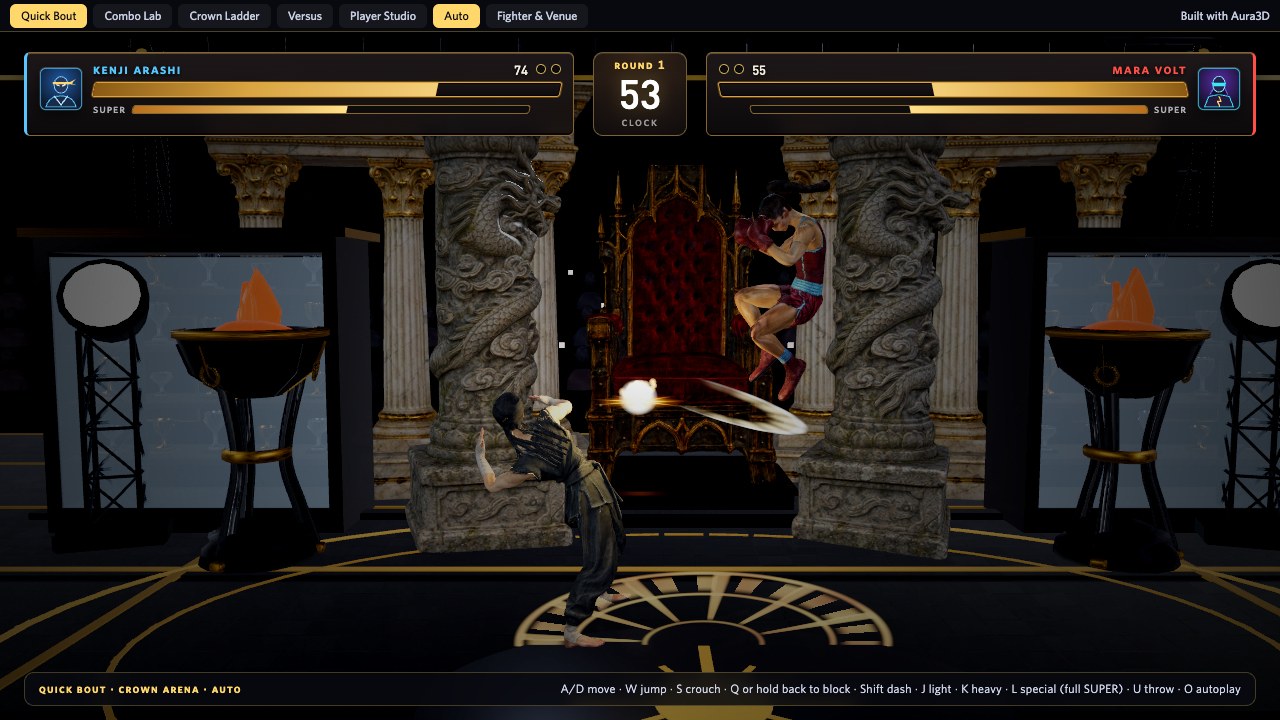 Quick Bout
Combo Lab
Crown Ladder
Versus
Player Studio
Auto
Fighter & Venue
Built with Aura3D
KENJI ARASHI
74
SUPER
ROUND 1
53
CLOCK
55
MARA VOLT
SUPER
QUICK BOUT · CROWN ARENA · AUTO
A/D move · W jump · S crouch · Q or hold back to block · Shift dash · J light · K heavy · L special (full SUPER) · U throw · O autoplay